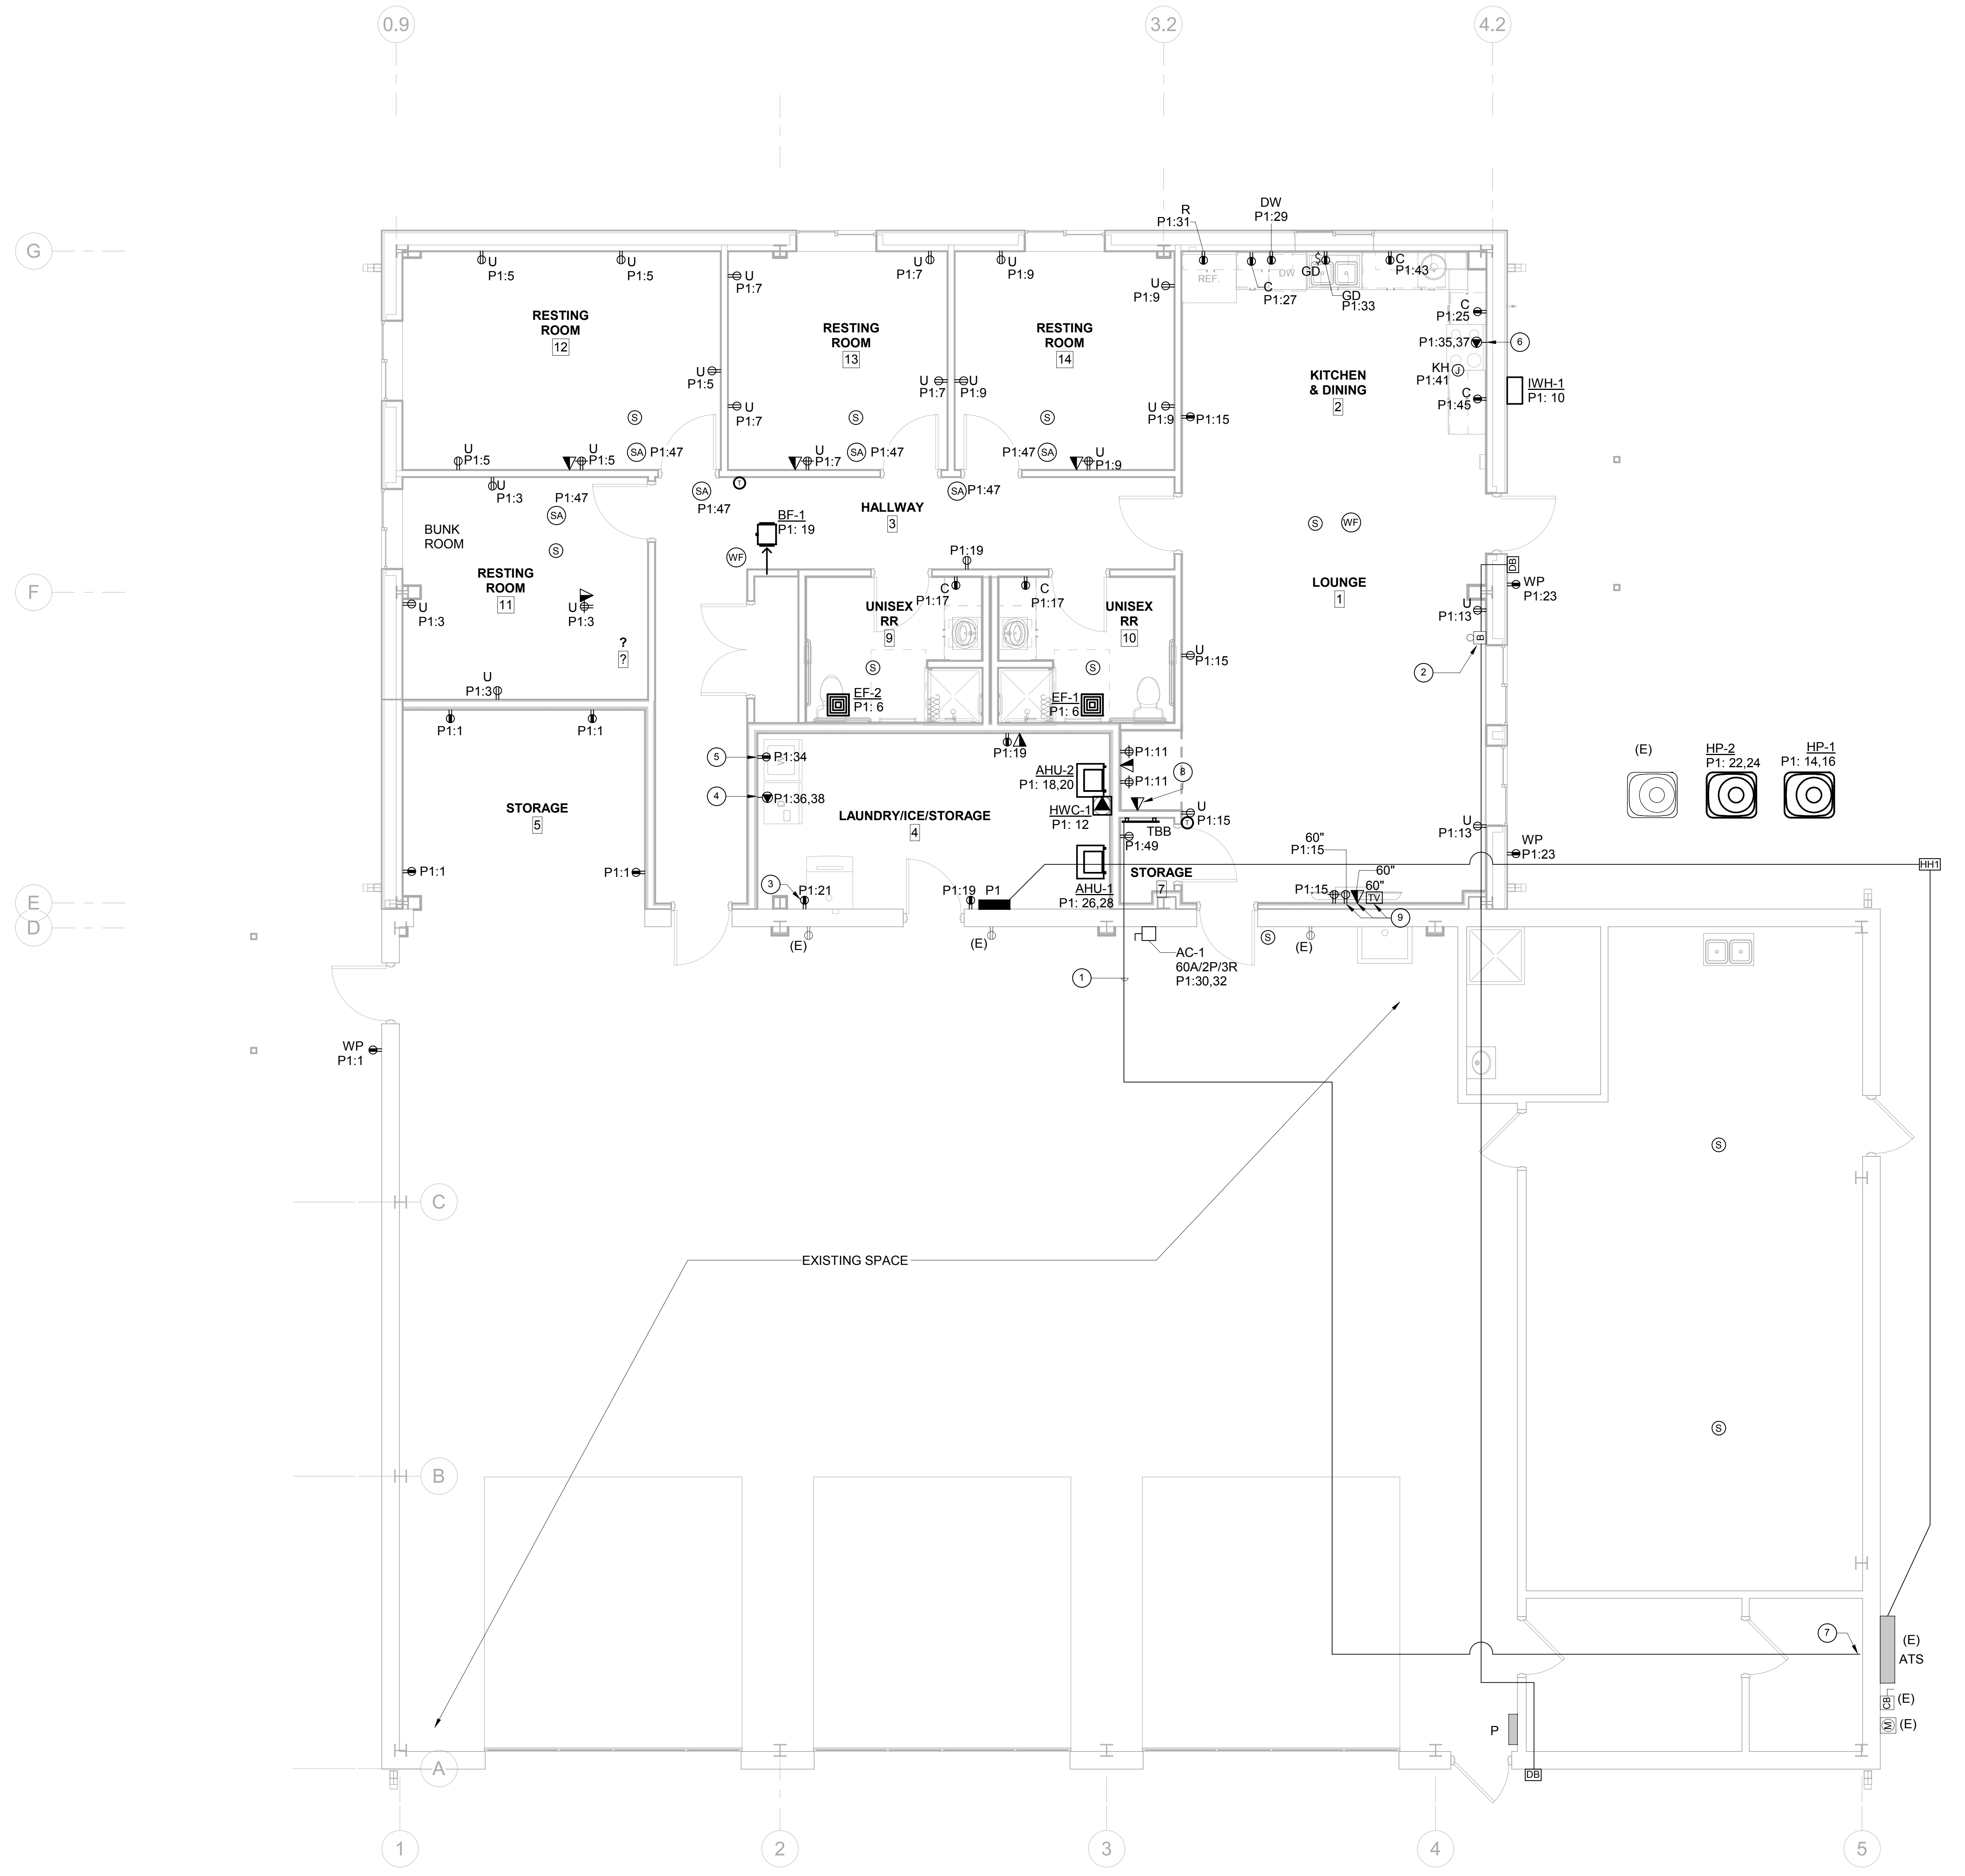 0.9
3.2
4.2
R
P1:31
DW
P1:29
G
U
P1:5
U
P1:5
U
P1:7
U
P1:7
U
P1:9
U
P1:9
REF.
C
P1:27
DW
$
GD
GD
P1:33
C
P1:43
C
P1:25
RESTING
ROOM
12
RESTING
ROOM
13
RESTING
ROOM
14
P1:35,37
6
KH
P1:41
J
KITCHEN
& DINING
2
IWH-1
P1: 10
U
P1:5
U
P1:7
U
P1:7
U
P1:9
U
P1:9
P1:15
C
P1:45
S
S
S
SA
P1:47
SA
P1:47
P1:47
SA
U
P1:5
U
P1:5
U
P1:7
U
P1:9
U
P1:3
P1:47
SA
SA
P1:47
T
SA
P1:47
HALLWAY
3
BF-1
P1: 19
WF
S
WF
BUNK
ROOM
S
RESTING
ROOM
11
P1:19
DB
F
U
P1:3
U
P1:3
C
P1:17
C
P1:17
UNISEX
RR
9
UNISEX
RR
10
LOUNGE
1
WP
P1:23
U
P1:13
B
2
?
?
S
S
U
P1:15
U
P1:3
EF-2
P1: 6
EF-1
P1: 6
P1:1
P1:1
5
P1:34
4
P1:36,38
P1:19
P1:11
P1:11
8
AHU-2
P1: 18,20
HWC-1
P1: 12
(E)
HP-2
P1: 22,24
HP-1
P1: 14,16
STORAGE
5
LAUNDRY/ICE/STORAGE
4
U
P1:15
T
TBB
P1:49
U
P1:13
WP
P1:23
60"
P1:15
HH1
P1:1
P1:1
3
P1:21
P1:19
P1
AHU-1
P1: 26,28
STORAGE
7
P1:15
60"
60"
TV
9
E
D
(E)
(E)
S
(E)
AC-1
60A/2P/3R
P1:30,32
1
WP
P1:1
S
C
EXISTING SPACE
S
B
7
(E)
ATS
CB
(E)
M
(E)
P
A
DB
1
2
3
4
5